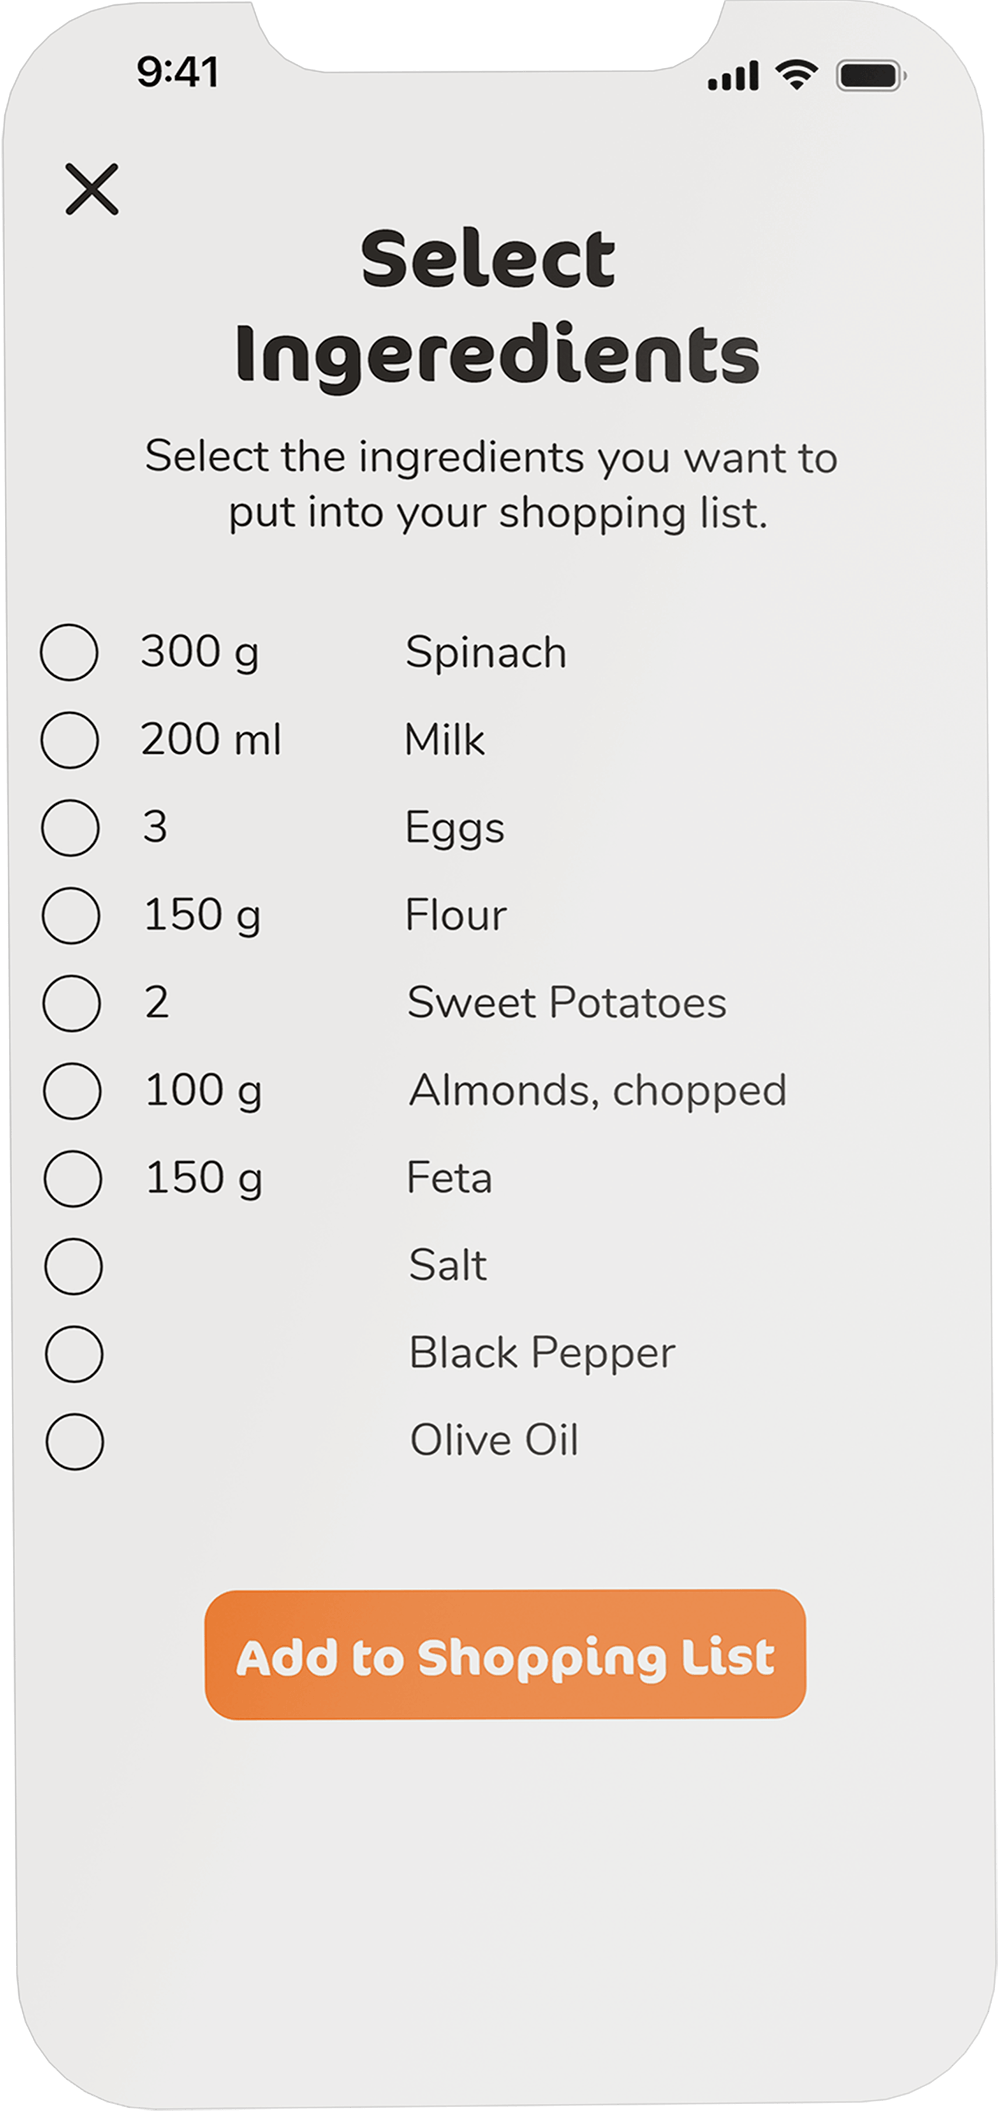 9:41
Select
Ingeredients
Select the ingredients you want to
put into your shopping list.
300 g Spinach
200 ml Milk
3 Eggs
150 g Flour
2 Sweet Potatoes
100 g Almonds, chopped
150 g Feta
Salt
Black Pepper
Olive Oil
Add to Shopping List